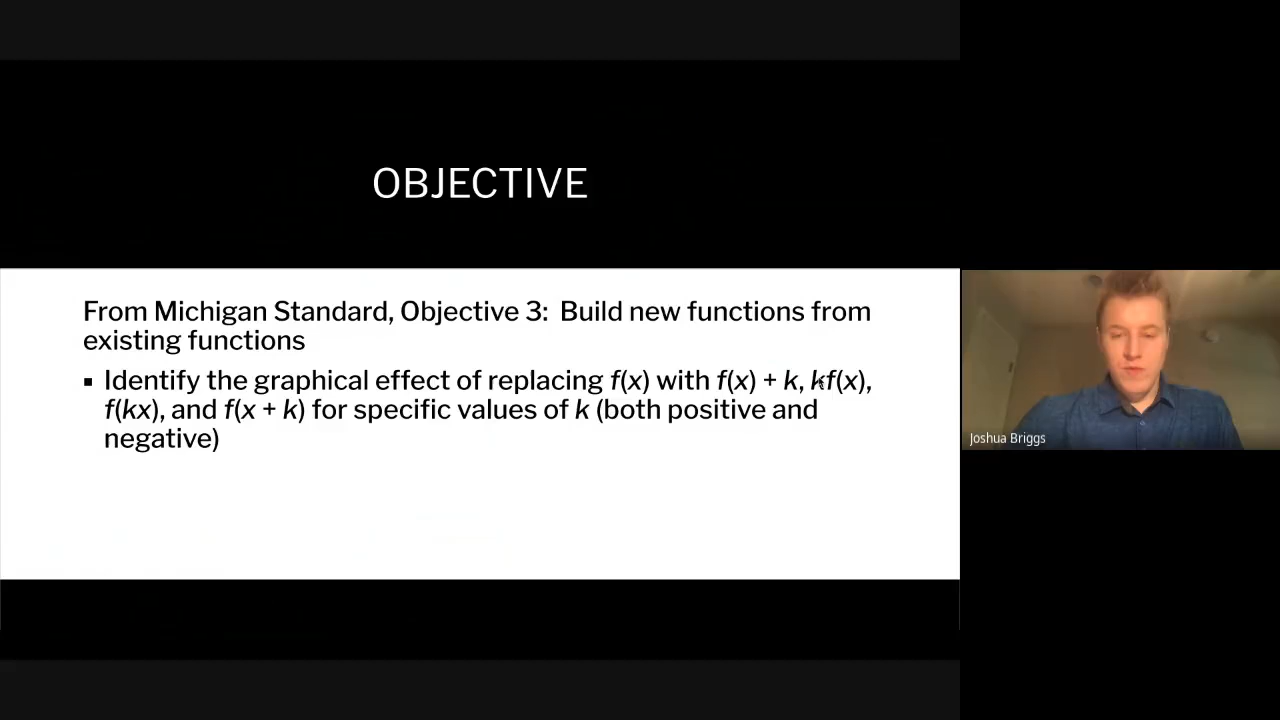 OBJECTIVE
From Michigan Standard, Objective 3: Build new functions from
existing functions
▪ Identify the graphical effect of replacing f(x) with f(x) + k, kf(x),
f(kx), and f(x + k) for specific values of k (both positive and
negative)
Joshua Briggs